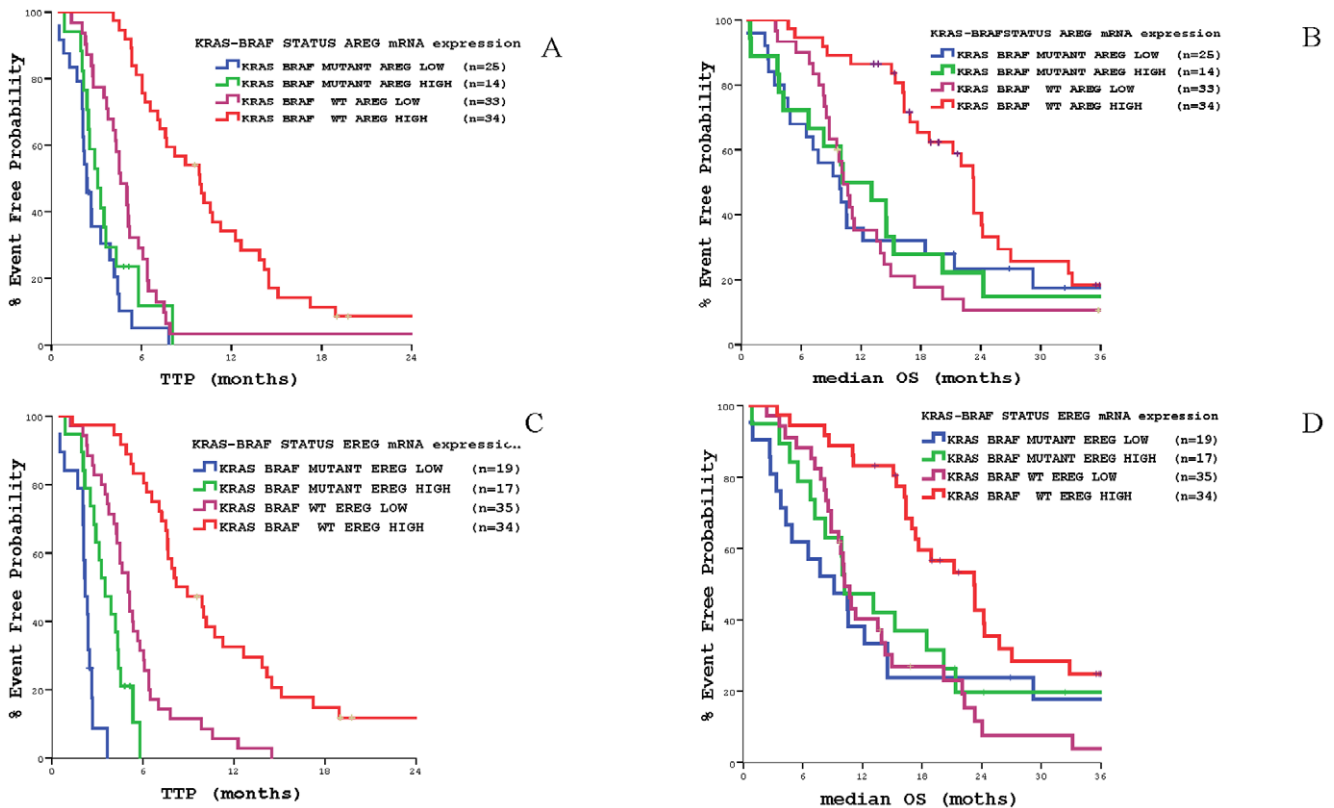 A
KRAS-BRAF STATUS AREG mRNA expression
KRAS BRAF MUTANT AREG LOW (n=25)
KRAS BRAF MUTANT AREG HIGH (n=14)
KRAS BRAF WT AREG LOW (n=33)
KRAS BRAF WT AREG HIGH (n=34)
% Event Free Probability
100
80
60
40
20
0
0 6 12 18 24
TTP (months)
B
KRAS-BRAFSTATUS AREG mRNA expression
KRAS BRAF MUTANT AREG LOW (n=25)
KRAS BRAF MUTANT AREG HIGH (n=14)
KRAS BRAF WT AREG LOW (n=33)
KRAS BRAF WT AREG HIGH (n=34)
% Event Free Probability
100
80
60
40
20
0
0 6 12 18 24 30 36
median OS (months)
C
KRAS-BRAF STATUS EREG mRNA expression...
KRAS BRAF MUTANT EREG LOW (n=19)
KRAS BRAF MUTANT EREG HIGH (n=17)
KRAS BRAF WT EREG LOW (n=35)
KRAS BRAF WT EREG HIGH (n=34)
% Event Free Probability
100
80
60
40
20
0
0 6 12 18 24
TTP (months)
D
KRAS-BRAF STATUS EREG mRNA expression
KRAS BRAF MUTANT EREG LOW (n=19)
KRAS BRAF MUTANT EREG HIGH (n=17)
KRAS BRAF WT EREG LOW (n=35)
KRAS BRAF WT EREG HIGH (n=34)
% Event Free Probability
100
80
60
40
20
0
0 6 12 18 24 30 36
median OS (moths)